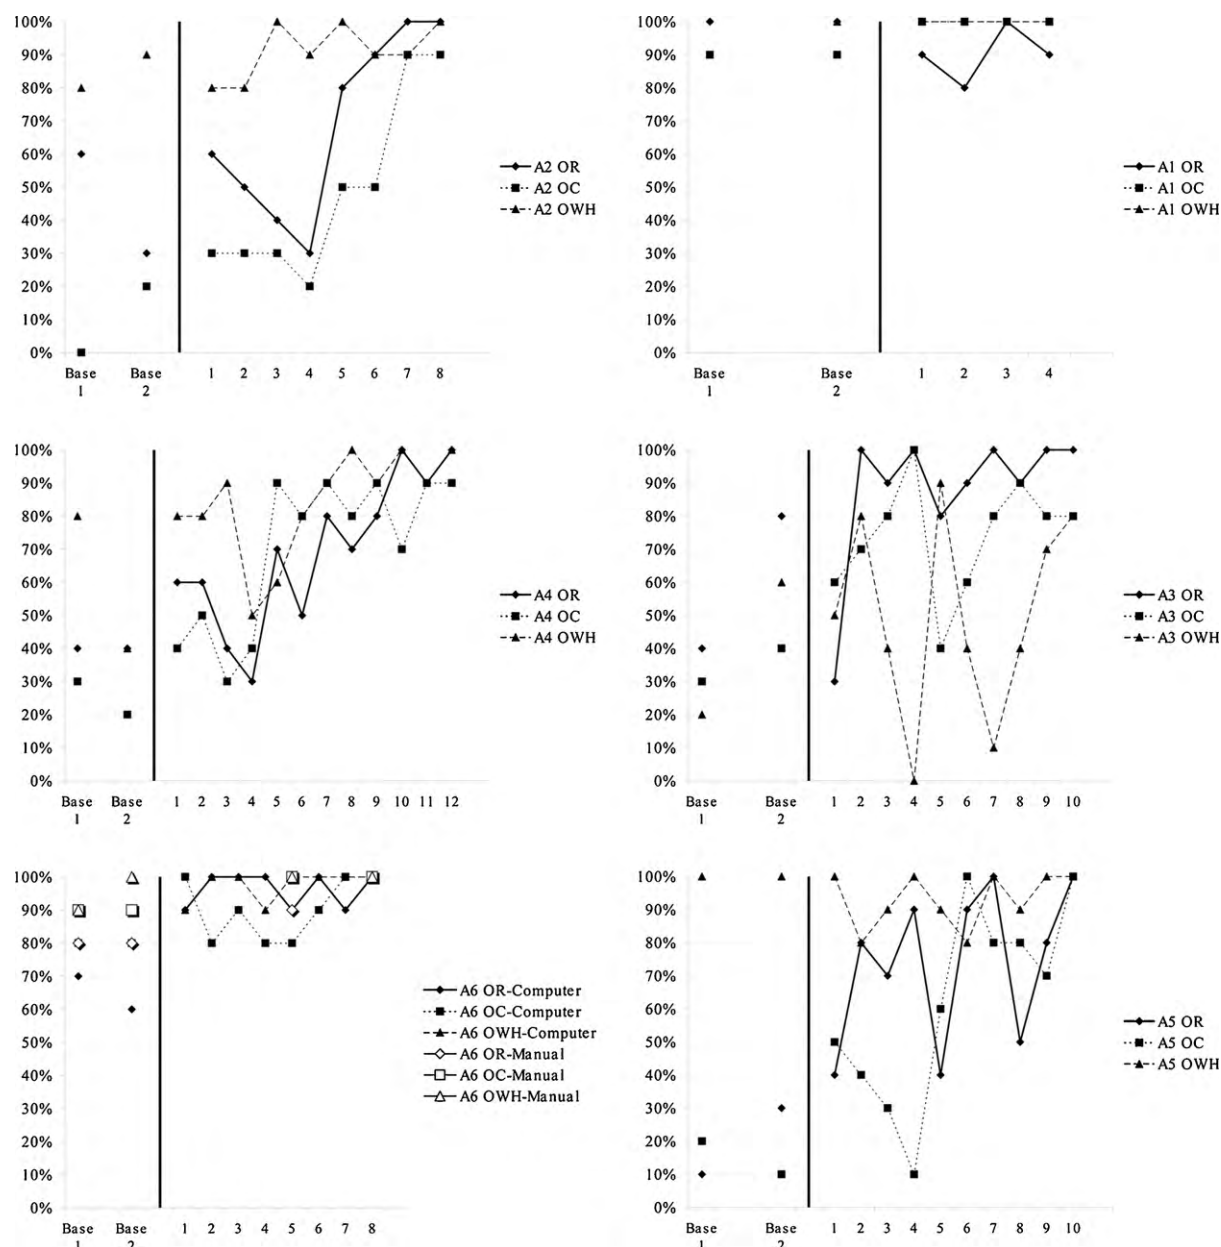 100%
90%
80%
70%
60%
50%
40%
30%
20%
10%
0%
Base 1
Base 2
1 2 3 4 5 6 7 8
A2 OR
A2 OC
A2 OWH
100%
90%
80%
70%
60%
50%
40%
30%
20%
10%
0%
Base 1
Base 2
1 2 3 4
A1 OR
A1 OC
A1 OWH
100%
90%
80%
70%
60%
50%
40%
30%
20%
10%
0%
Base 1
Base 2
1 2 3 4 5 6 7 8 9 10 11 12
A4 OR
A4 OC
A4 OWH
100%
90%
80%
70%
60%
50%
40%
30%
20%
10%
0%
Base 1
Base 2
1 2 3 4 5 6 7 8 9 10
A3 OR
A3 OC
A3 OWH
100%
90%
80%
70%
60%
50%
40%
30%
20%
10%
0%
Base 1
Base 2
1 2 3 4 5 6 7 8
A6 OR-Computer
A6 OC-Computer
A6 OWH-Computer
A6 OR-Manual
A6 OC-Manual
A6 OWH-Manual
100%
90%
80%
70%
60%
50%
40%
30%
20%
10%
0%
Base 1
Base 2
1 2 3 4 5 6 7 8 9 10
A5 OR
A5 OC
A5 OWH